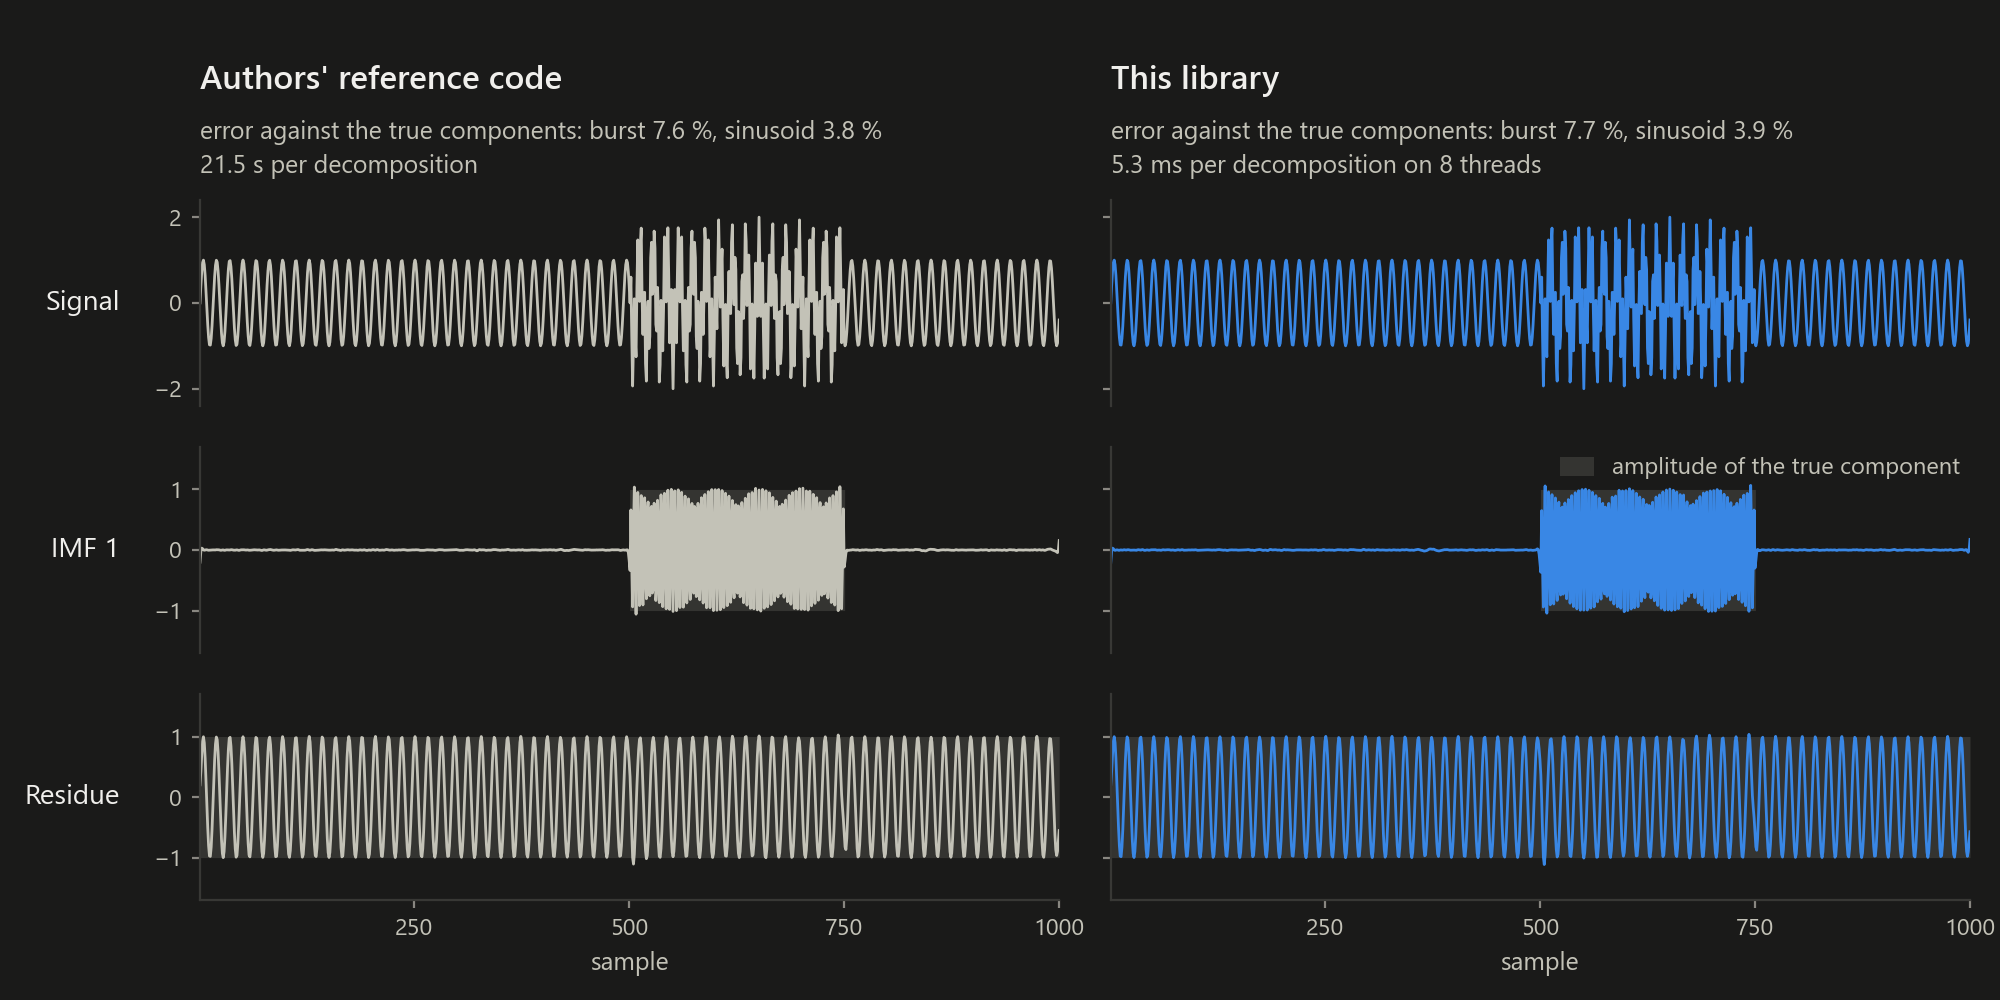 Authors' reference code
error against the true components: burst 7.6 %, sinusoid 3.8 %
21.5 s per decomposition
This library
error against the true components: burst 7.7 %, sinusoid 3.9 %
5.3 ms per decomposition on 8 threads
Signal
2
0
−2
IMF 1
1
0
−1
amplitude of the true component
Residue
1
0
−1
250 500 750 1000
sample
250 500 750 1000
sample